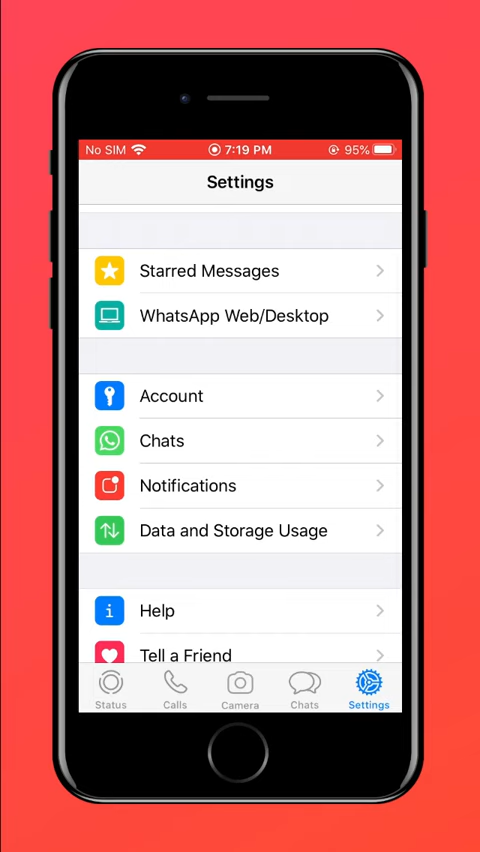 No SIM 7:19 PM 95%
Settings
Starred Messages
WhatsApp Web/Desktop
Account
Chats
Notifications
Data and Storage Usage
Help
Tell a Friend
Status Calls Camera Chats Settings